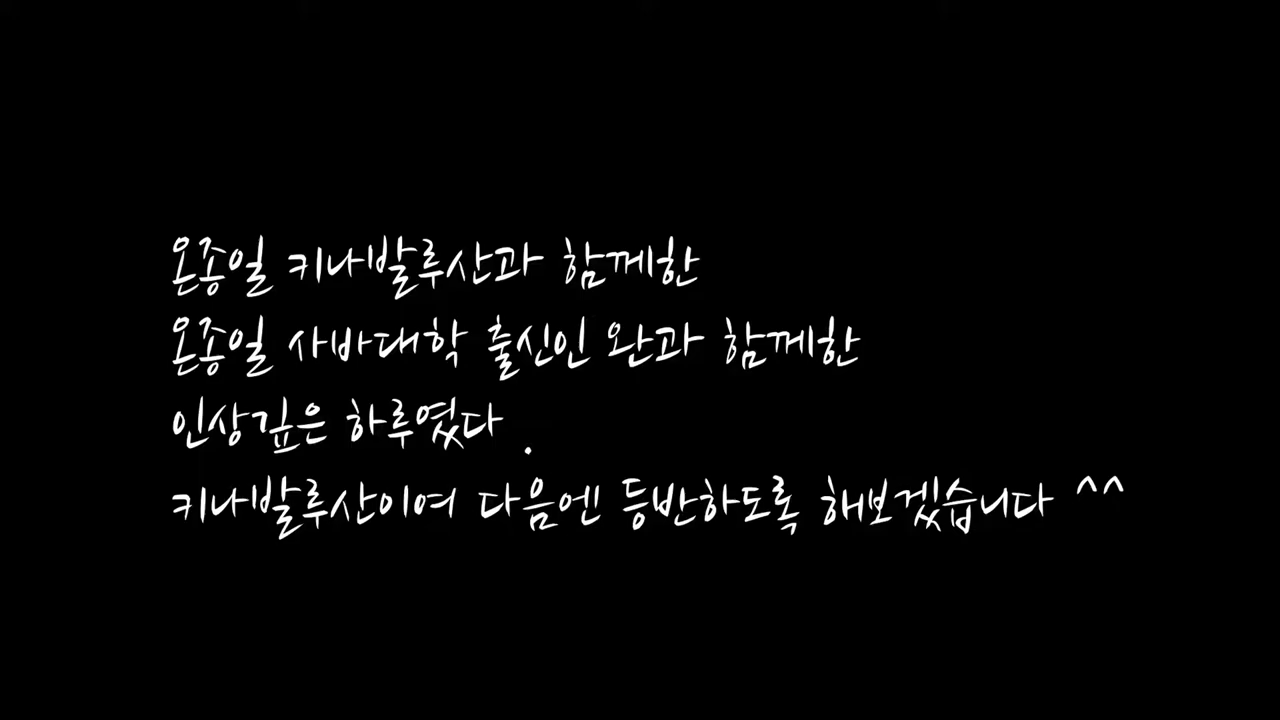 온종일 키나발루산과 함께한
온종일 사바대학 출신인 완과 함께한
인상깊은 하루였다 .
키나발루산이여 다음엔 등반하도록 해보겠습니다 ^^